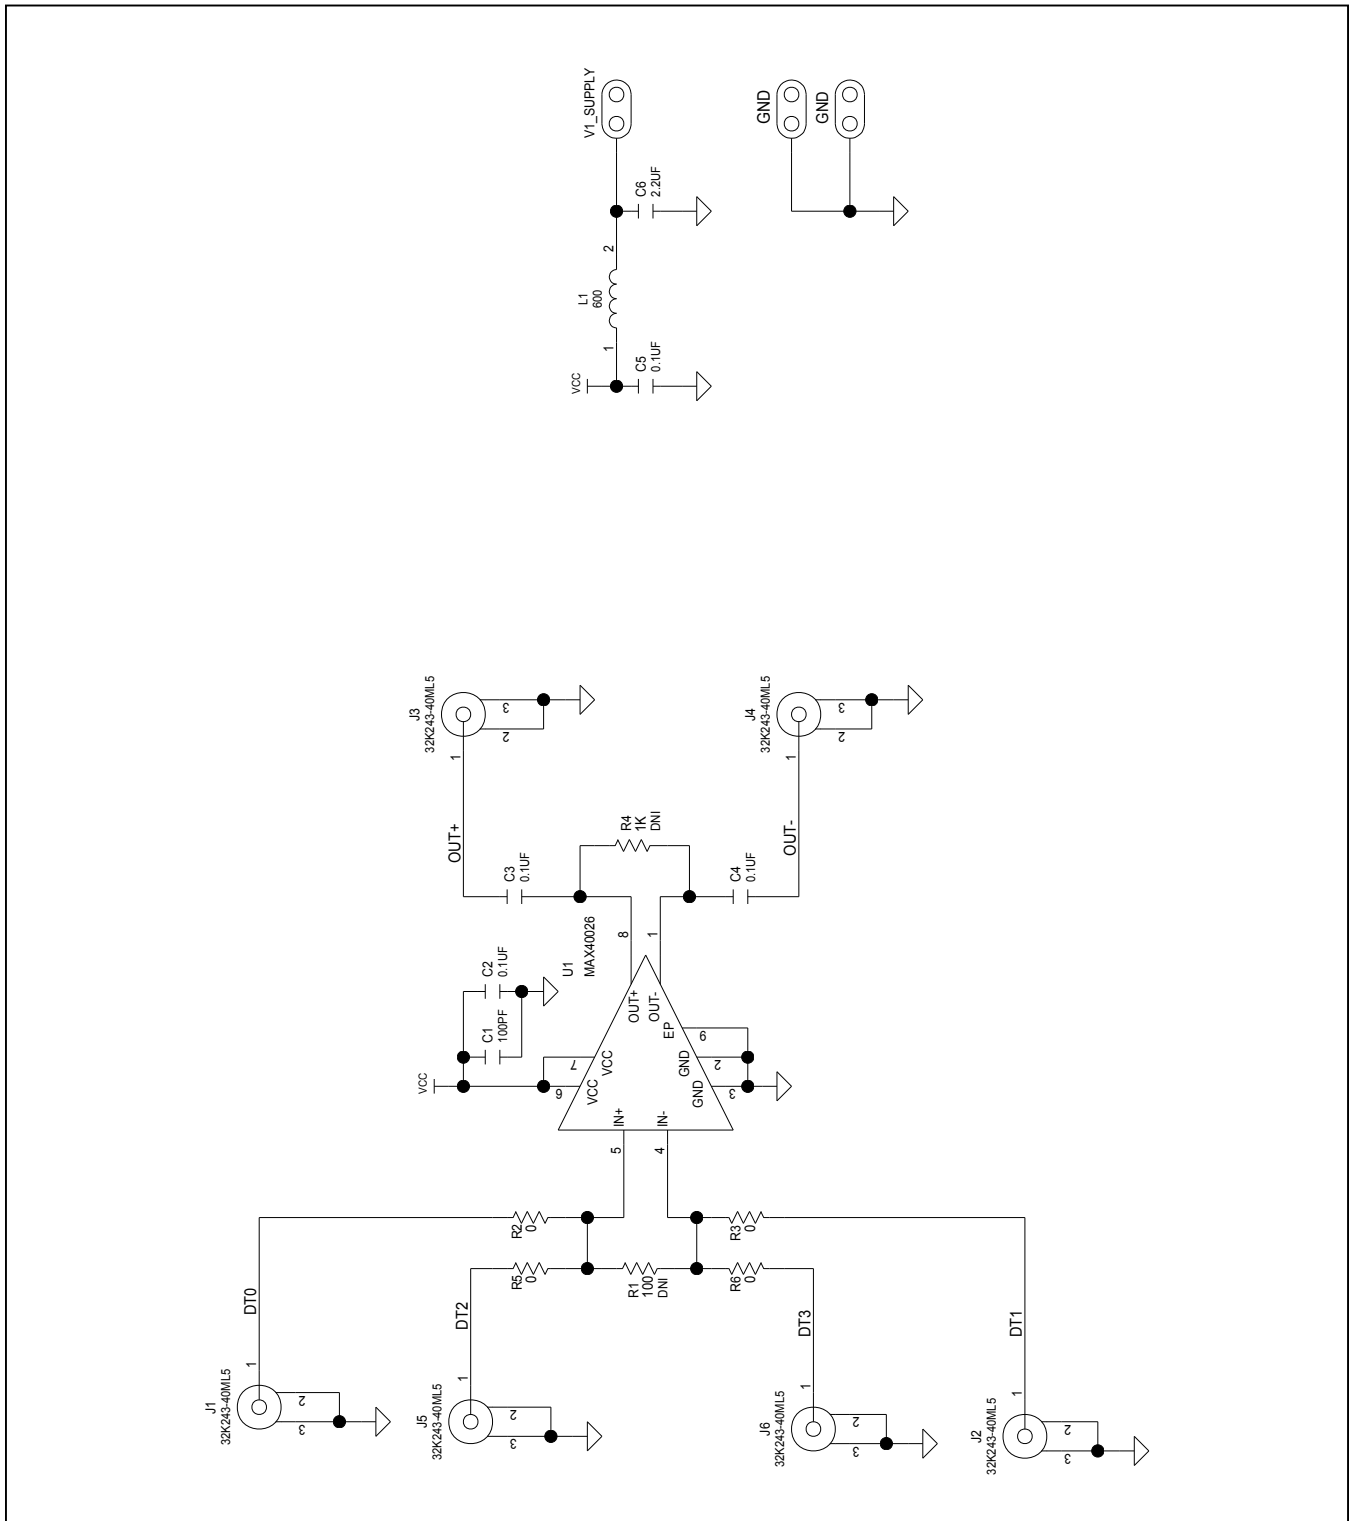 V1_SUPPLY
GND
GND
C6
2.2UF
2
L1
600
1
VCC
C5
0.1UF
J3
32K243-40ML5
3
2
1
OUT+
J4
32K243-40ML5
3
2
1
OUT-
R4
1K
DNI
C3
0.1UF
C4
0.1UF
U1
MAX40026
8
1
C2
0.1UF
C1
100PF
VCC
OUT+
OUT-
EP
9
7
VCC
GND
2
6
VCC
GND
3
IN+
IN-
5
4
R2
0
R3
0
R5
0
R1
100
DNI
R6
0
DT0
DT2
DT3
DT1
J1
32K243-40ML5
1
2
3
J5
32K243-40ML5
1
2
3
J6
32K243-40ML5
1
2
3
J2
32K243-40ML5
1
2
3